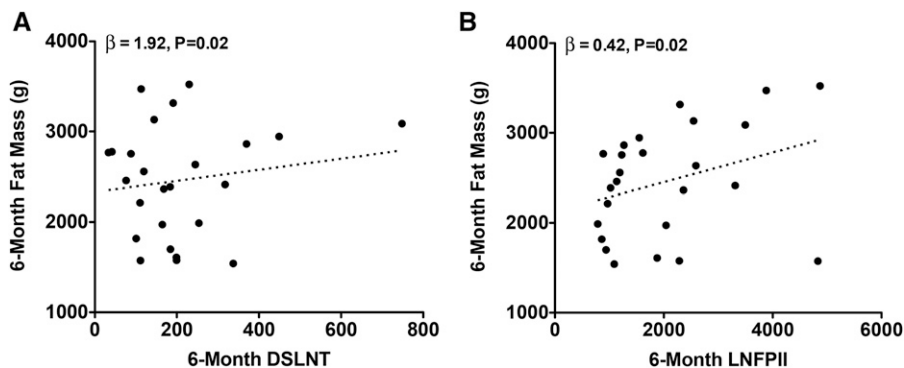 A
β = 1.92, P=0.02
6-Month Fat Mass (g)
4000
3000
2000
1000
0
200
400
600
800
6-Month DSLNT
B
β = 0.42, P=0.02
6-Month Fat Mass (g)
4000
3000
2000
1000
0
2000
4000
6000
6-Month LNFPII